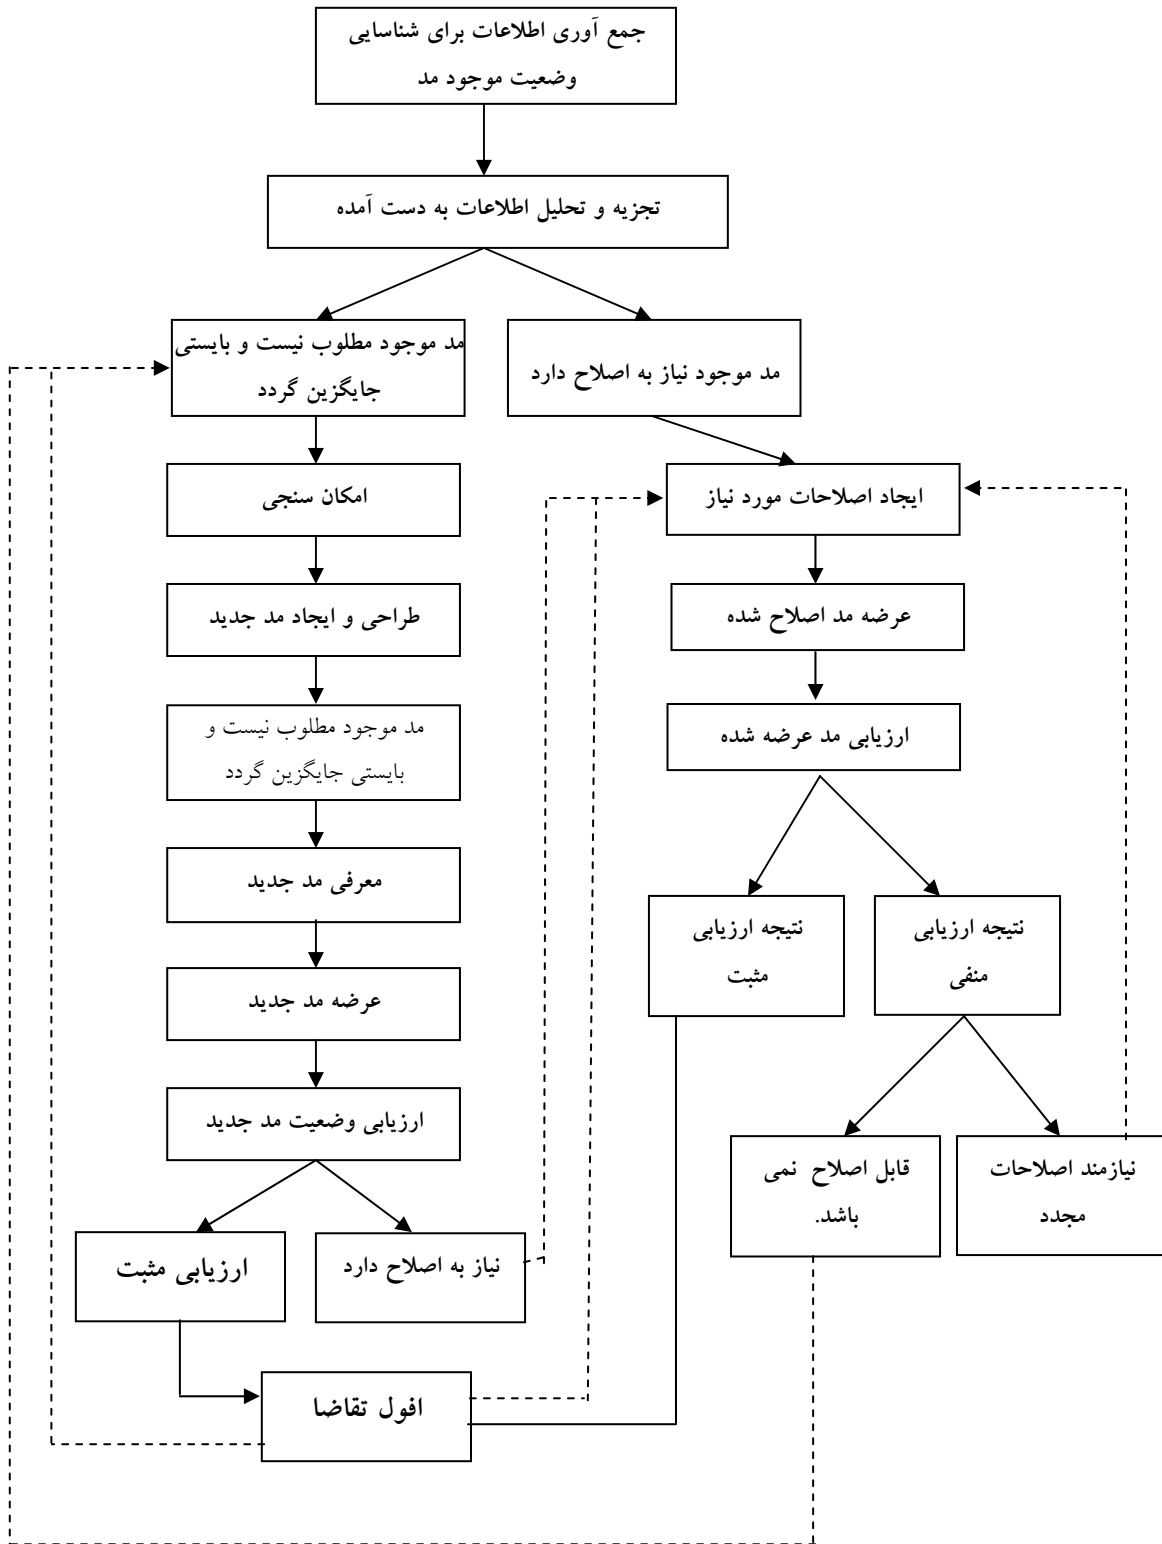 جمع آوری اطلاعات برای شناسایی
وضعیت موجود مد
تجزیه و تحلیل اطلاعات به دست آمده
مد موجود نیاز به اصلاح دارد
مد موجود مطلوب نیست و بایستی
جایگزین گردد
ایجاد اصلاحات مورد نیاز
امکان سنجی
عرضه مد اصلاح شده
طراحی و ایجاد مد جدید
ارزیابی مد عرضه شده
مد موجود مطلوب نیست و
بایستی جایگزین گردد
معرفی مد جدید
نتیجه ارزیابی
منفی
نتیجه ارزیابی
مثبت
عرضه مد جدید
ارزیابی وضعیت مد جدید
نیازمند اصلاحات
مجدد
قابل اصلاح نمی
باشد.
نیاز به اصلاح دارد
ارزیابی مثبت
افول تقاضا